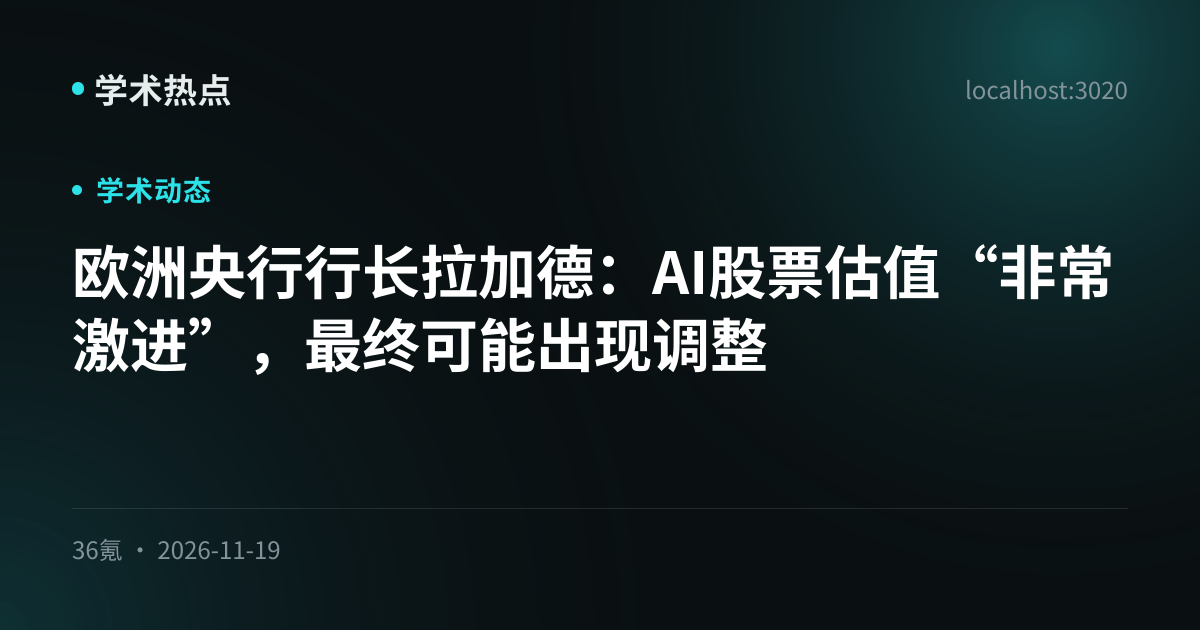 学术热点
localhost:3020
学术动态
欧洲央行行长拉加德：AI股票估值“非常
激进”，最终可能出现调整
36氪 · 2026-11-19